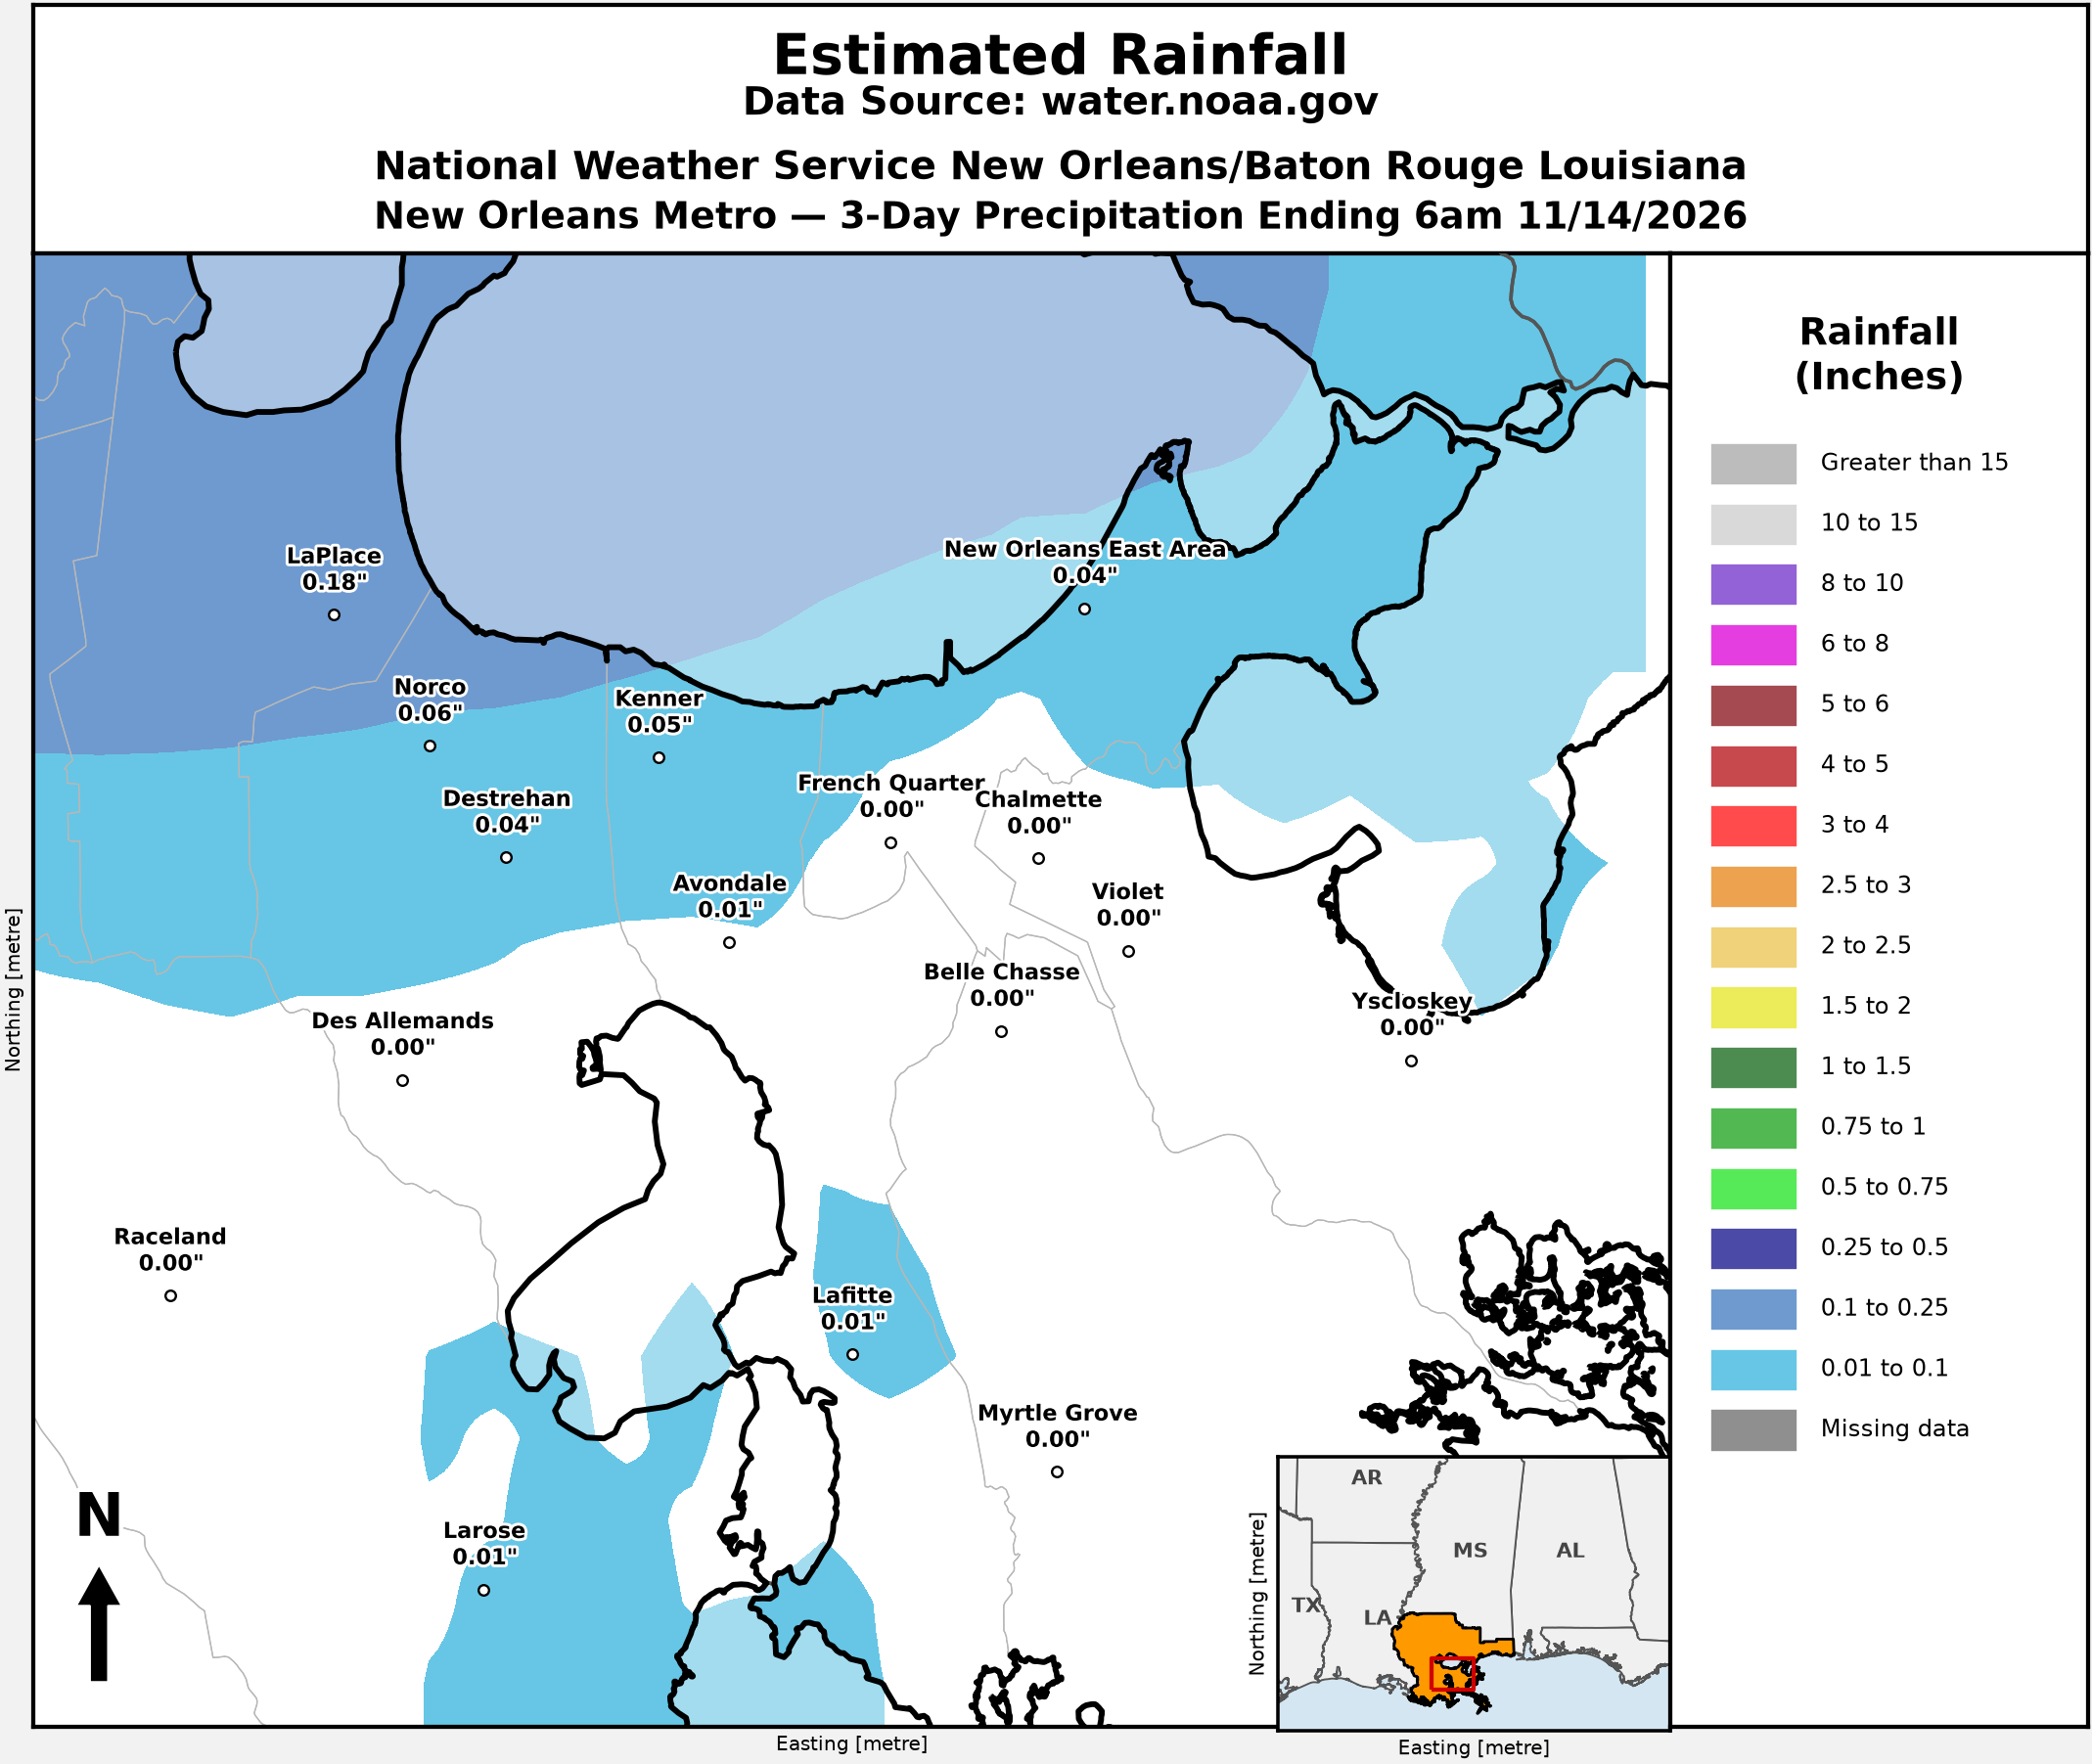 Estimated Rainfall
Data Source: water.noaa.gov
National Weather Service New Orleans/Baton Rouge Louisiana
New Orleans Metro — 3-Day Precipitation Ending 6am 11/14/2026
Rainfall
(Inches)
Greater than 15
10 to 15
8 to 10
6 to 8
5 to 6
4 to 5
3 to 4
2.5 to 3
2 to 2.5
1.5 to 2
1 to 1.5
0.75 to 1
0.5 to 0.75
0.25 to 0.5
0.1 to 0.25
0.01 to 0.1
Missing data
LaPlace
0.18"
New Orleans East Area
0.04"
Norco
0.06"
Kenner
0.05"
Destrehan
0.04"
French Quarter
0.00"
Chalmette
0.00"
Avondale
0.01"
Violet
0.00"
Belle Chasse
0.00"
Yscloskey
0.00"
Des Allemands
0.00"
Raceland
0.00"
Lafitte
0.01"
Myrtle Grove
0.00"
Larose
0.01"
N
AR
MS
AL
TX
LA
Northing [metre]
Easting [metre]
Northing [metre]
Easting [metre]